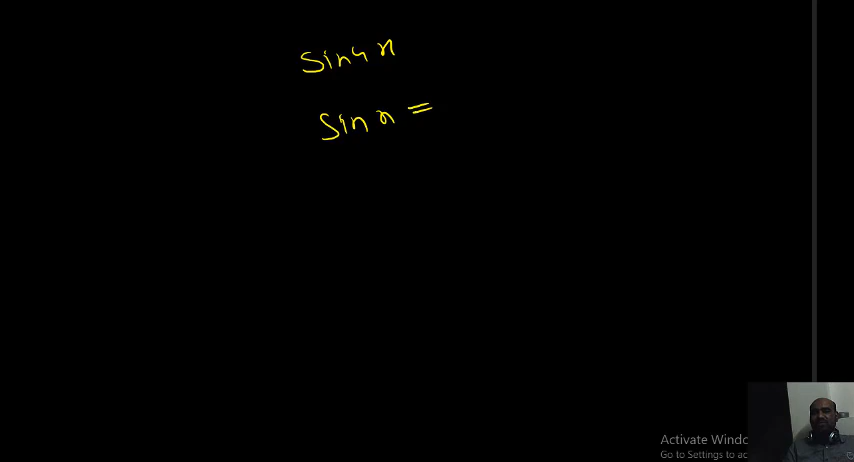 sin4x
sin x =
Activate Windo
Go to Settings to ac